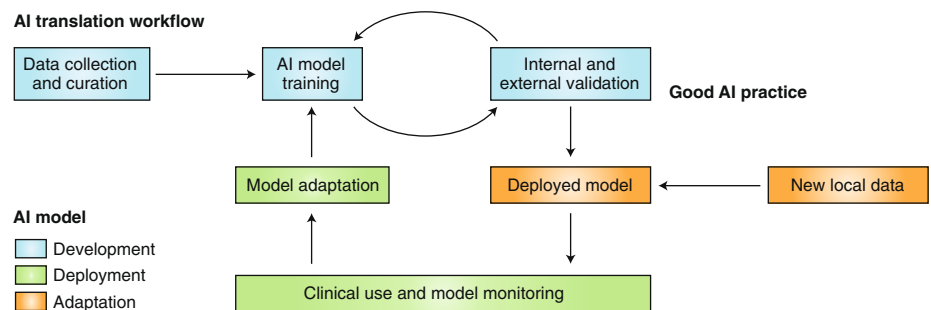 AI translation workflow
Data collection
and curation
AI model
training
Internal and
external validation
Good AI practice
Model adaptation
Deployed model
New local data
AI model
Development
Deployment
Adaptation
Clinical use and model monitoring